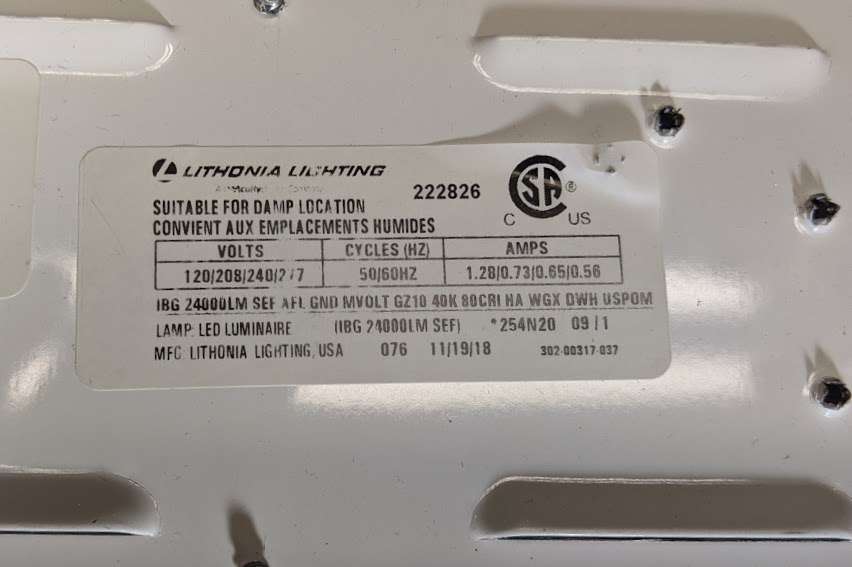 LITHONIA LIGHTING
222826
CSA ®
C US
SUITABLE FOR DAMP LOCATION
CONVIENT AUX EMPLACEMENTS HUMIDES
VOLTS CYCLES (HZ) AMPS
120/208/240/277 50/60HZ 1.28/0.73/0.65/0.56
IBG 24000LM SEF AFL GND MVOLT GZ10 40K 80CRI HA WGX DWH USPOM
LAMP: LED LUMINAIRE (IBG 24000LM SEF) *254N20 09/1
MFG. LITHONIA LIGHTING, USA 076 11/19/18 302-00317-037